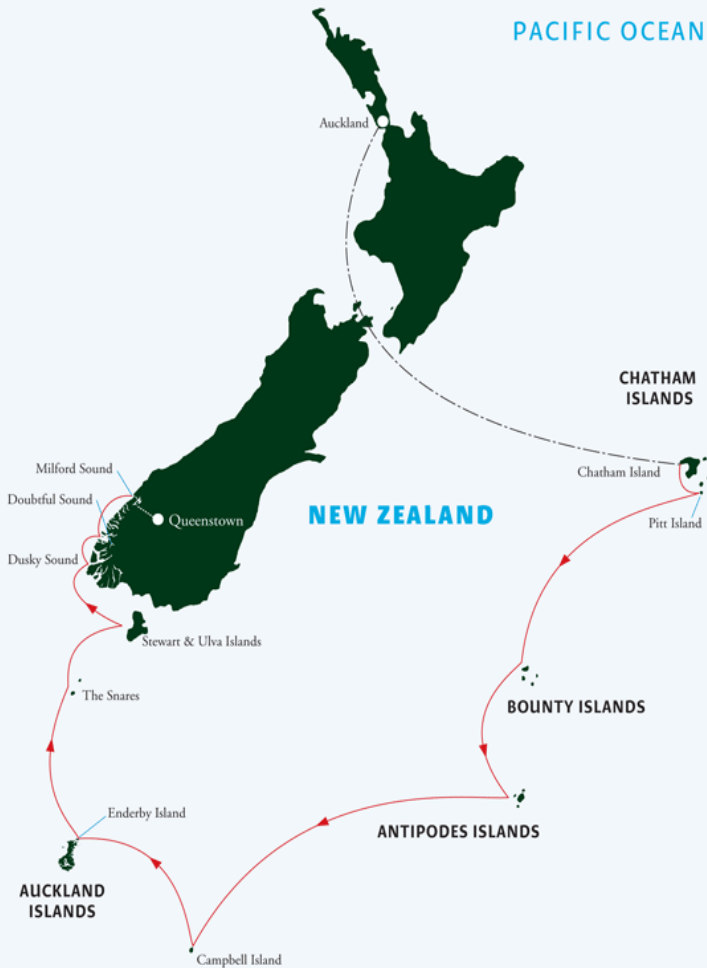 PACIFIC OCEAN
Auckland
CHATHAM
ISLANDS
Chatham Island
Pitt Island
Milford Sound
Doubtful Sound
Queenstown
NEW ZEALAND
Dusky Sound
Stewart & Ulva Islands
The Snares
BOUNTY ISLANDS
Enderby Island
ANTIPODES ISLANDS
AUCKLAND
ISLANDS
Campbell Island